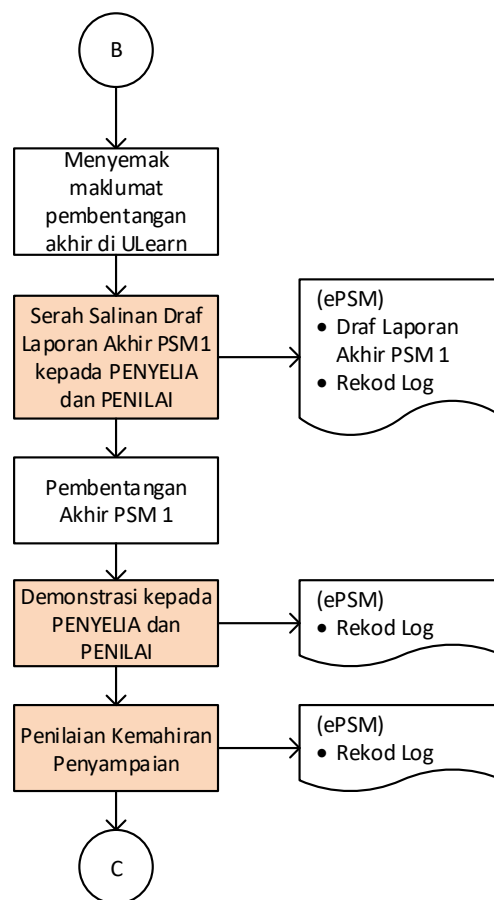 B
Menyemak
maklumat
pembentangan
akhir di ULearn
Serah Salinan Draf
Laporan Akhir PSM1
kepada PENYELIA
dan PENILAI
(ePSM)
• Draf Laporan
Akhir PSM 1
• Rekod Log
Pembentangan
Akhir PSM 1
Demonstrasi kepada
PENYELIA dan
PENILAI
(ePSM)
• Rekod Log
Penilaian Kemahiran
Penyampaian
(ePSM)
• Rekod Log
C